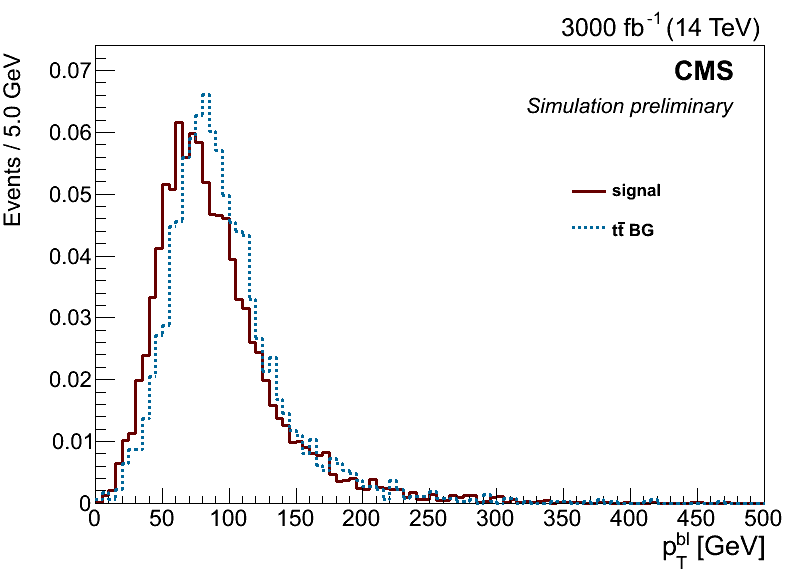 3000 fb⁻¹ (14 TeV)
CMS
Simulation preliminary
Events / 5.0 GeV
0.07
0.06
0.05
0.04
0.03
0.02
0.01
0
signal
tt̄ BG
0 50 100 150 200 250 300 350 400 450 500
p_T^bl [GeV]